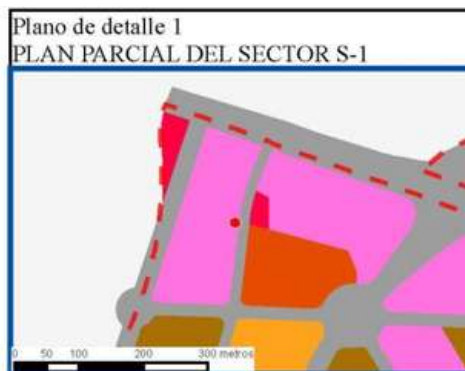 Plano de detalle 1
PLAN PARCIAL DEL SECTOR S-1
0 50 100 200 300 metros